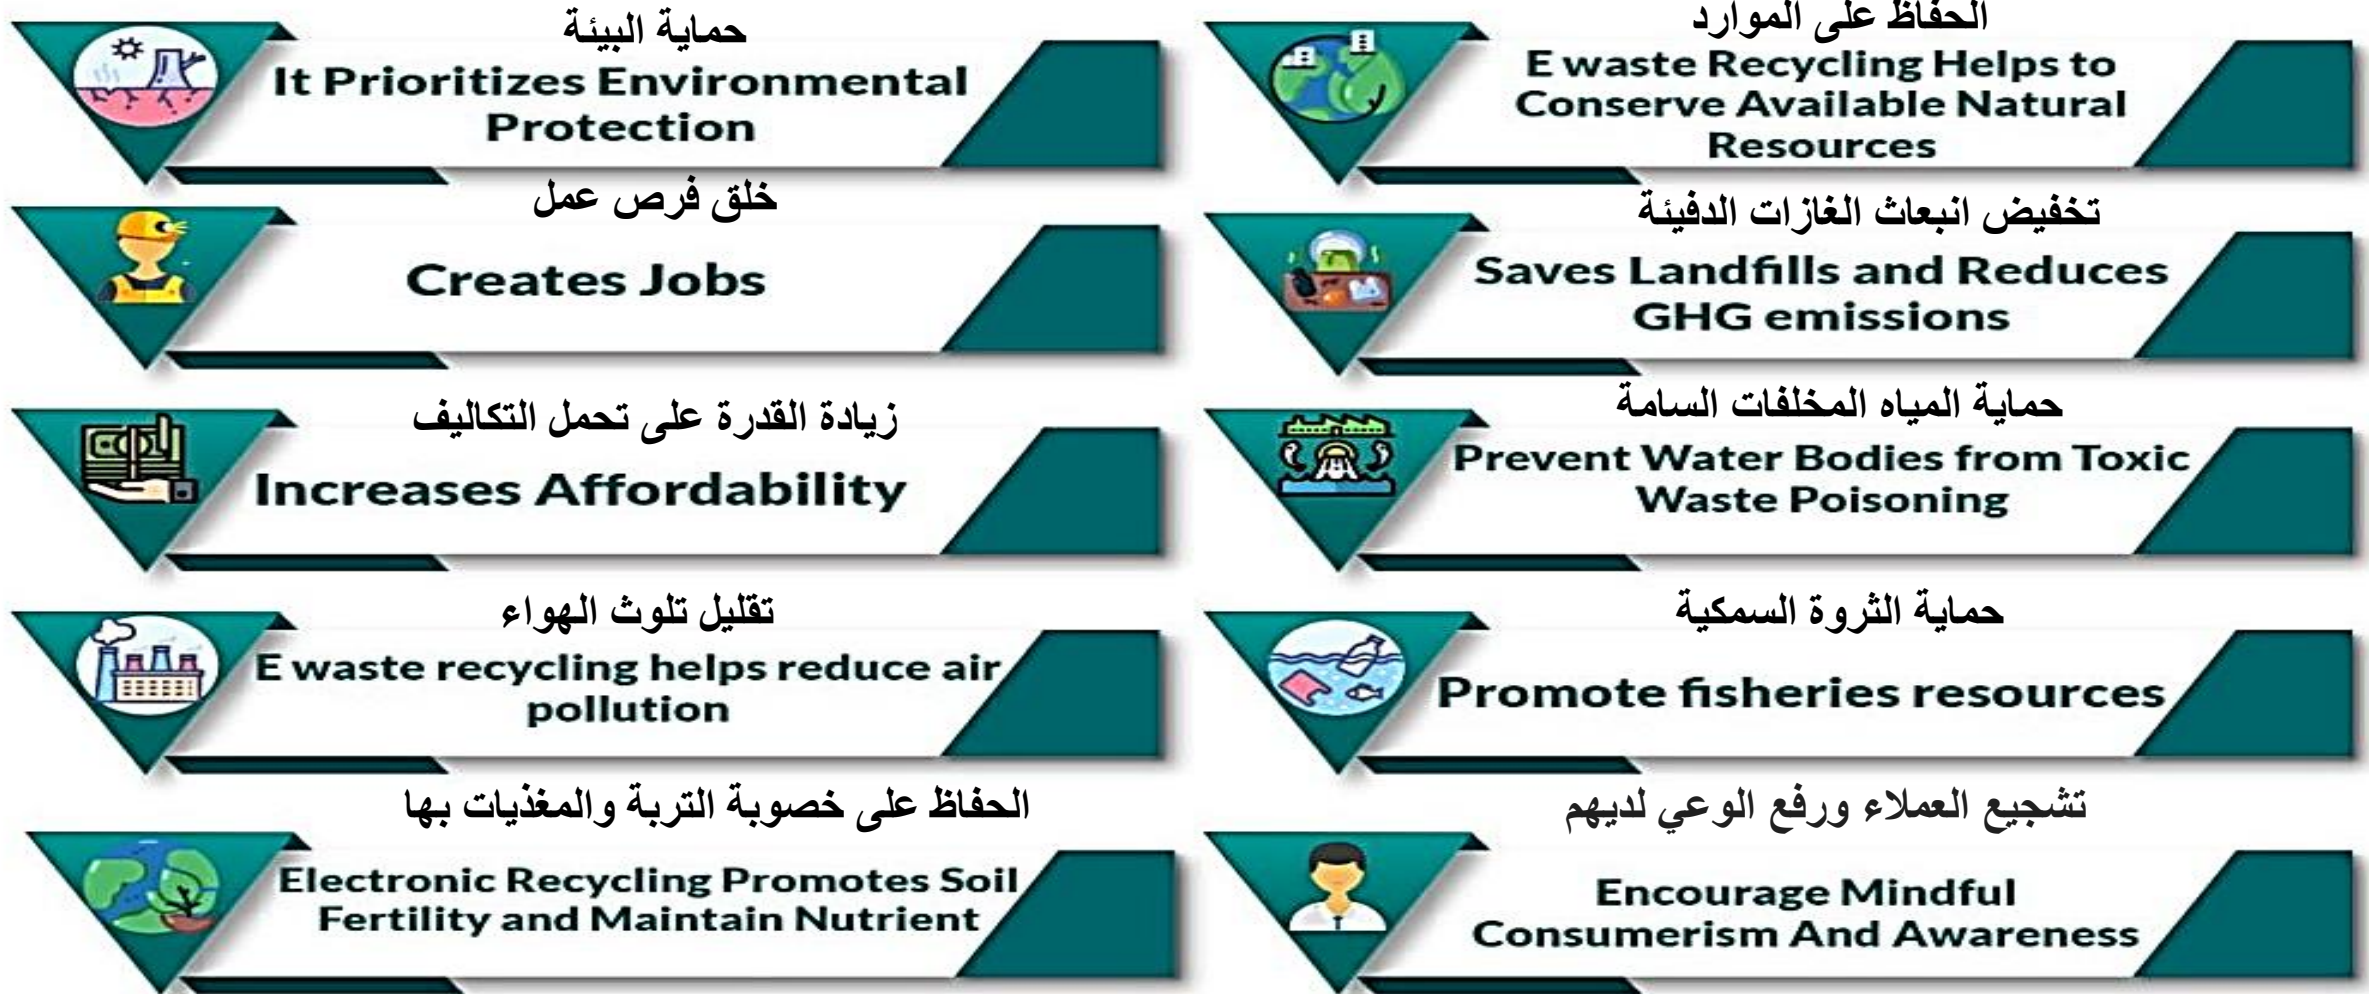 حماية البيئة
It Prioritizes Environmental
Protection
الحفاظ على الموارد
E waste Recycling Helps to
Conserve Available Natural
Resources
خلق فرص عمل
Creates Jobs
تخفيض انبعاث الغازات الدفيئة
Saves Landfills and Reduces
GHG emissions
زيادة القدرة على تحمل التكاليف
Increases Affordability
حماية المياه المخلفات السامة
Prevent Water Bodies from Toxic
Waste Poisoning
تقليل تلوث الهواء
E waste recycling helps reduce air
pollution
حماية الثروة السمكية
Promote fisheries resources
الحفاظ على خصوبة التربة والمغذيات بها
Electronic Recycling Promotes Soil
Fertility and Maintain Nutrient
تشجيع العملاء ورفع الوعي لديهم
Encourage Mindful
Consumerism And Awareness